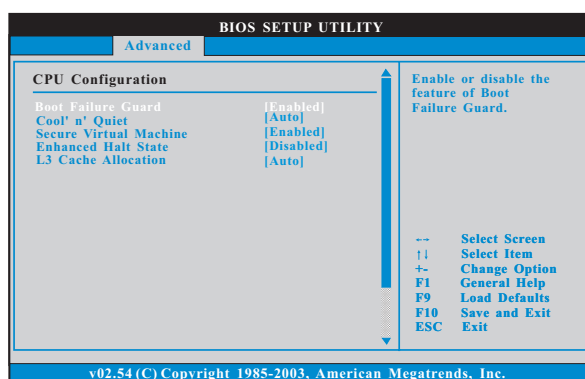 BIOS SETUP UTILITY
Advanced
CPU Configuration
Boot Failure Guard [Enabled]
Cool' n' Quiet [Auto]
Secure Virtual Machine [Enabled]
Enhanced Halt State [Disabled]
L3 Cache Allocation [Auto]
Enable or disable the
feature of Boot
Failure Guard.
←→ Select Screen
↑↓ Select Item
+- Change Option
F1 General Help
F9 Load Defaults
F10 Save and Exit
ESC Exit
v02.54 (C) Copyright 1985-2003, American Megatrends, Inc.